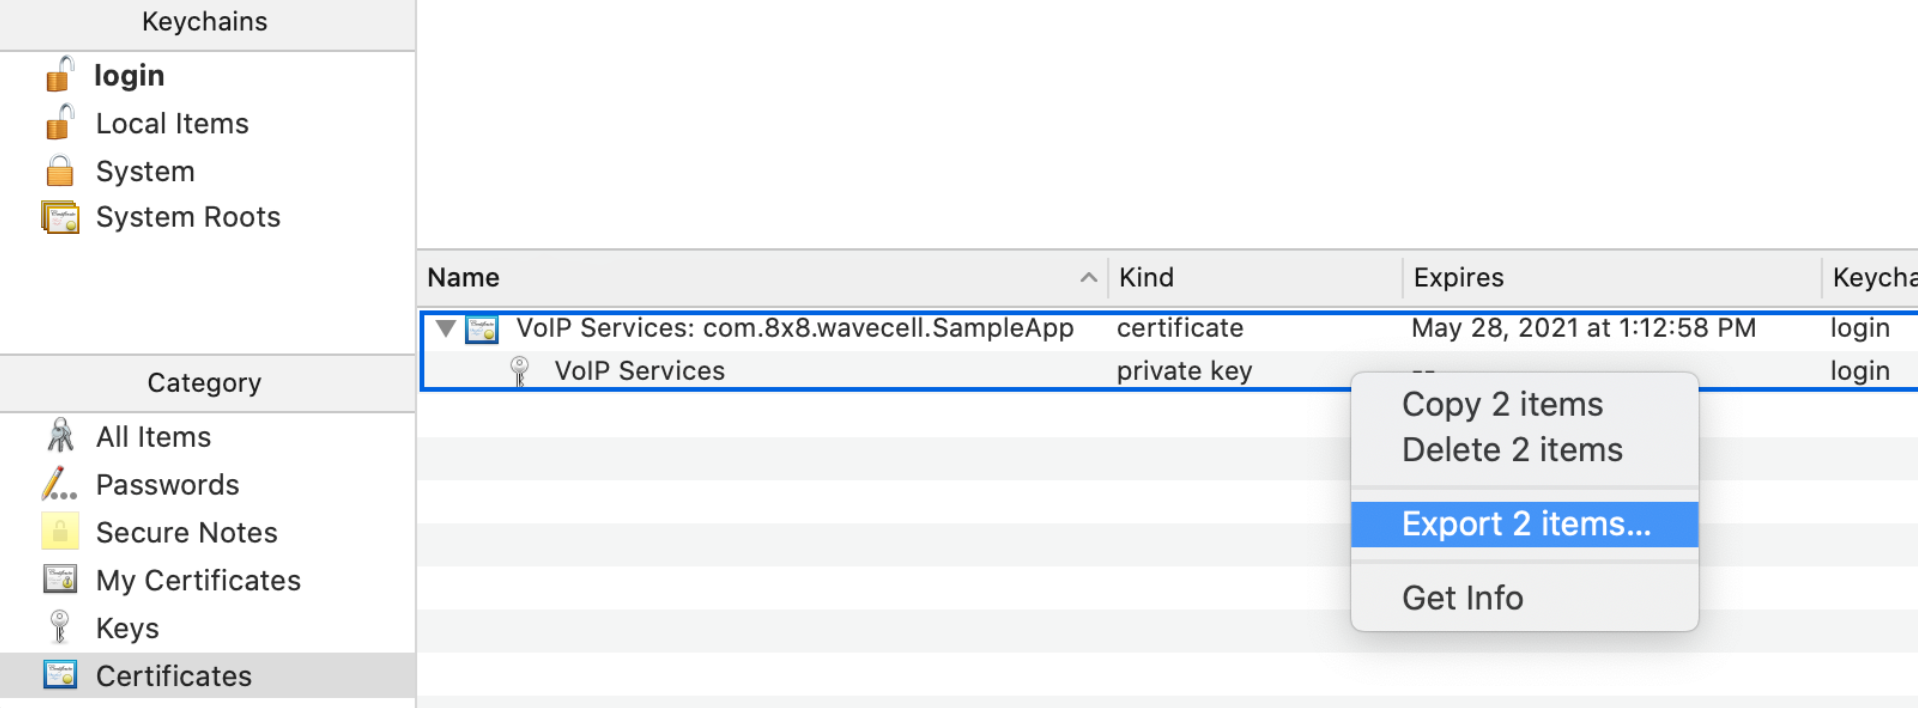 Keychains
login
Local Items
System
System Roots
Category
All Items
Passwords
Secure Notes
My Certificates
Keys
Certificates
Name Kind Expires Keycha
VoIP Services: com.8x8.wavecell.SampleApp certificate May 28, 2021 at 1:12:58 PM login
VoIP Services private key -- login
Copy 2 items
Delete 2 items
Export 2 items...
Get Info